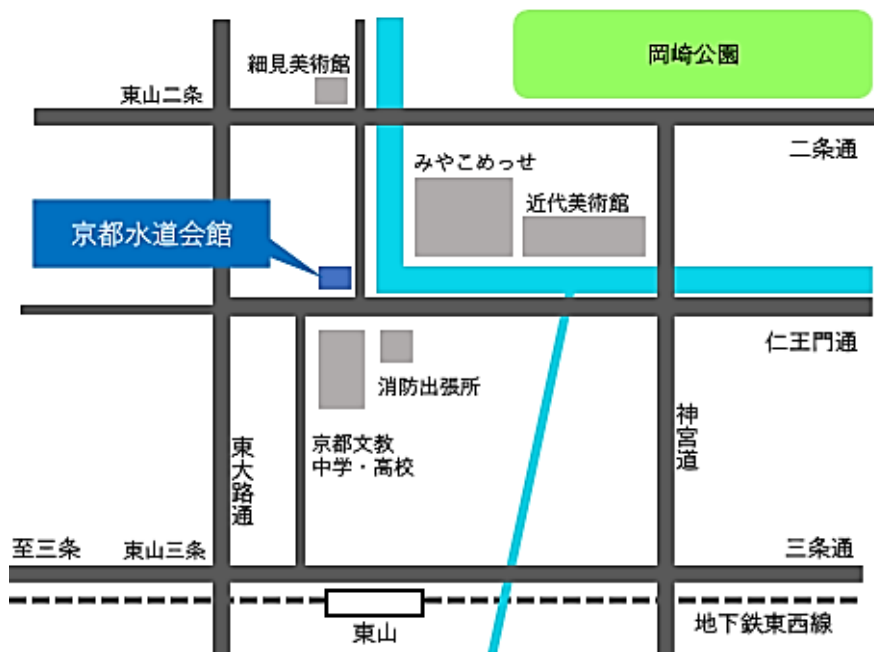 岡崎公園
細見美術館
東山二条
二条通
みやこめっせ
近代美術館
京都水道会館
仁王門通
消防出張所
神宮道
東大路通
京都文教
中学・高校
至三条
東山三条
三条通
東山
地下鉄東西線